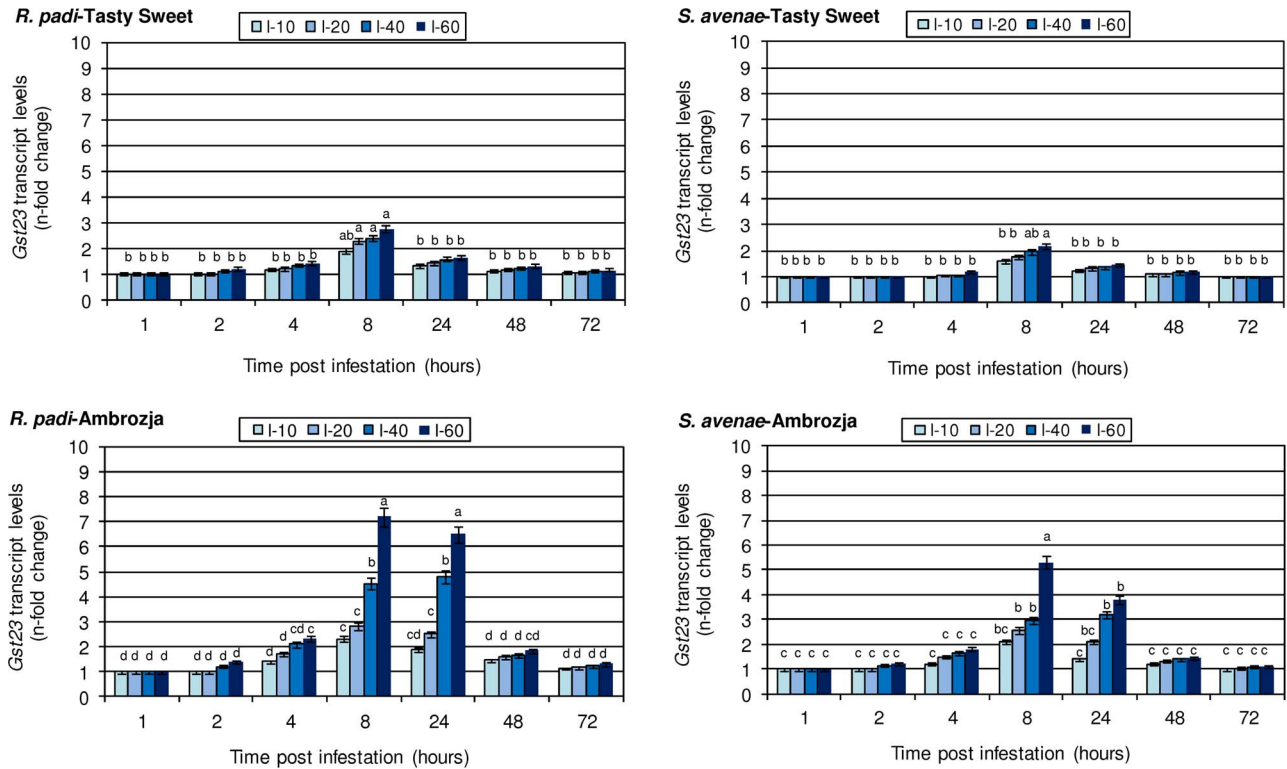 R. padi-Tasty Sweet
I-10 I-20 I-40 I-60
Gst23 transcript levels
(n-fold change)
10
9
8
7
6
5
4
3
2
1
0
b b b b
b b b b
b b b b
ab a a a
b b b b
b b b b
b b b b
1 2 4 8 24 48 72
Time post infestation (hours)
S. avenae-Tasty Sweet
I-10 I-20 I-40 I-60
Gst23 transcript levels
(n-fold change)
10
9
8
7
6
5
4
3
2
1
0
b b b b
b b b b
b b b b
b b ab a
b b b b
b b b b
b b b b
1 2 4 8 24 48 72
Time post infestation (hours)
R. padi-Ambrozja
I-10 I-20 I-40 I-60
Gst23 transcript levels
(n-fold change)
10
9
8
7
6
5
4
3
2
1
0
d d d d
d d d d
d d cd c
c c b a
cd c b a
d d d cd
d d d d
1 2 4 8 24 48 72
Time post infestation (hours)
S. avenae-Ambrozja
I-10 I-20 I-40 I-60
Gst23 transcript levels
(n-fold change)
10
9
8
7
6
5
4
3
2
1
0
c c c c
c c c c
c c c c
bc b b a
c bc b b
c c c c
c c c c
1 2 4 8 24 48 72
Time post infestation (hours)